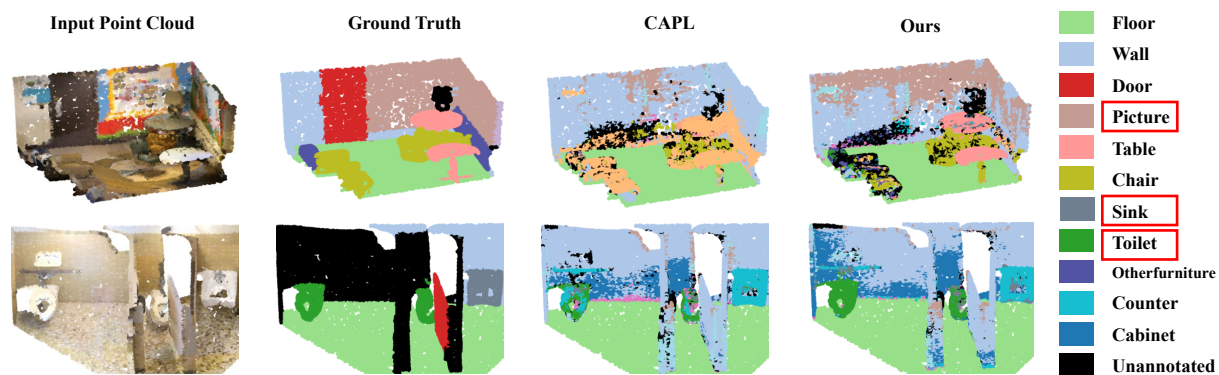 Input Point Cloud
Ground Truth
CAPL
Ours
Floor
Wall
Door
Picture
Table
Chair
Sink
Toilet
Otherfurniture
Counter
Cabinet
Unannotated